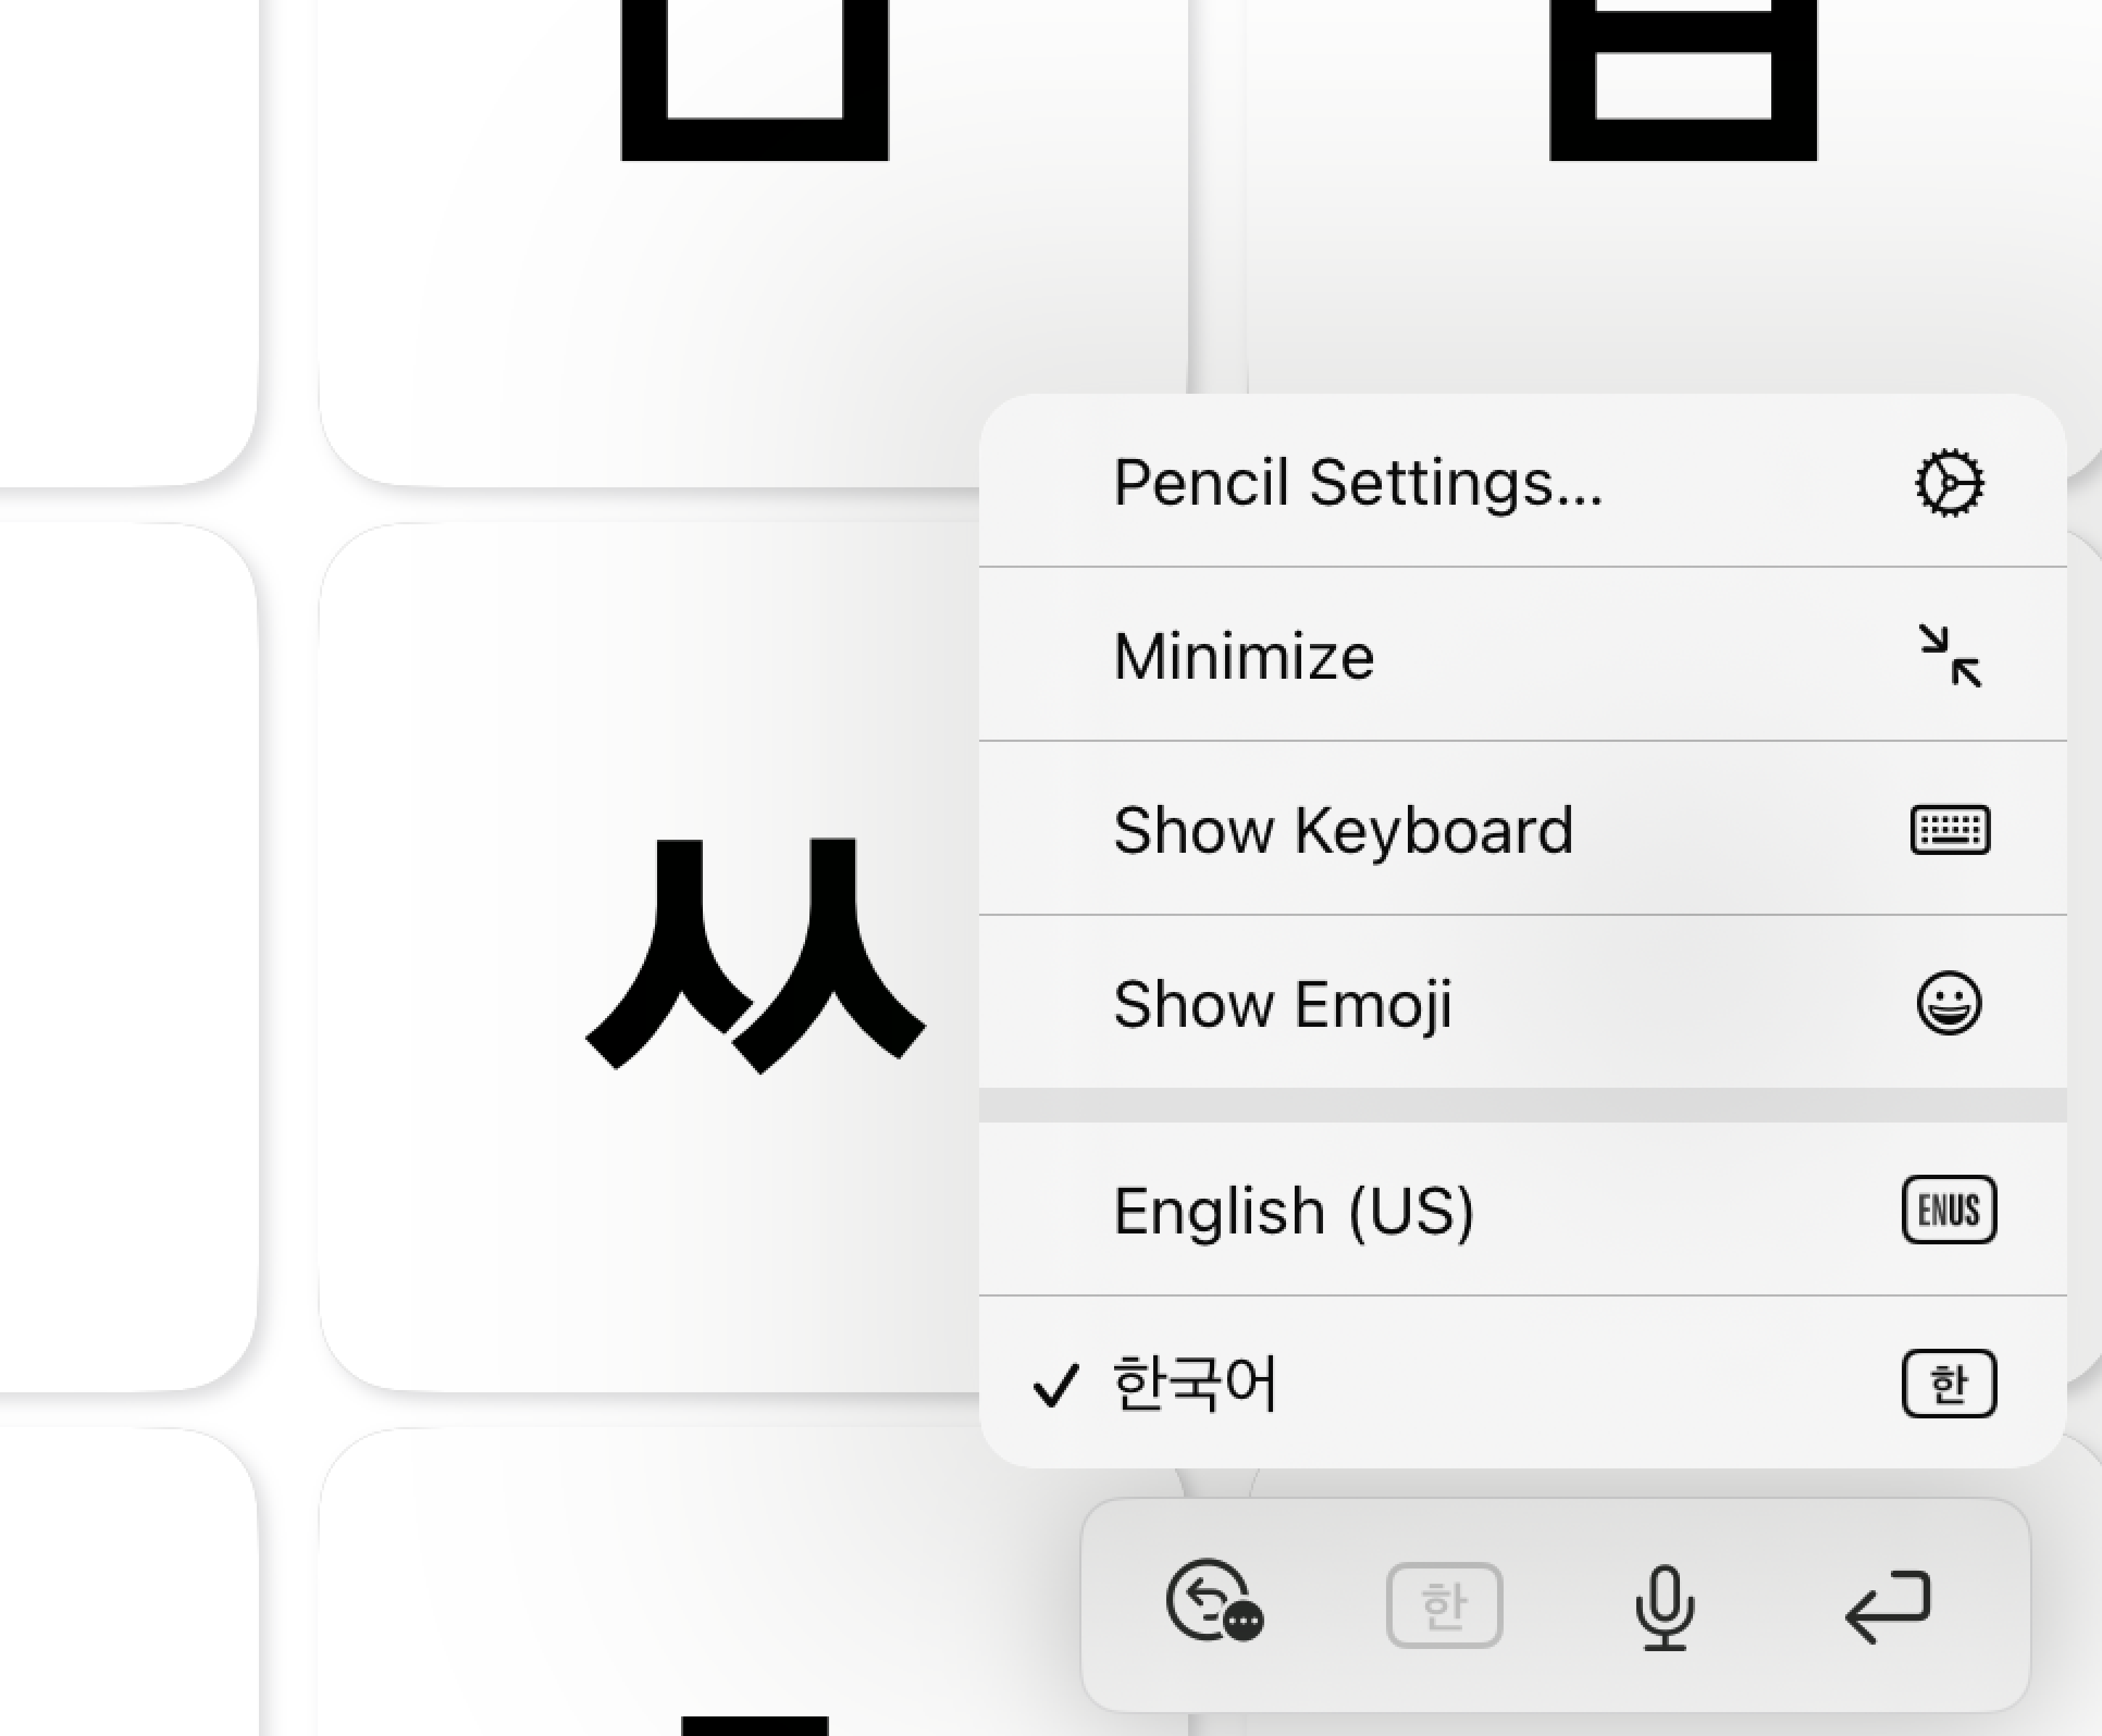 ㅁ
ㅂ
Pencil Settings...
Minimize
Show Keyboard
Show Emoji
ㅆ
English (US) ENUS
✓ 한국어 한
한